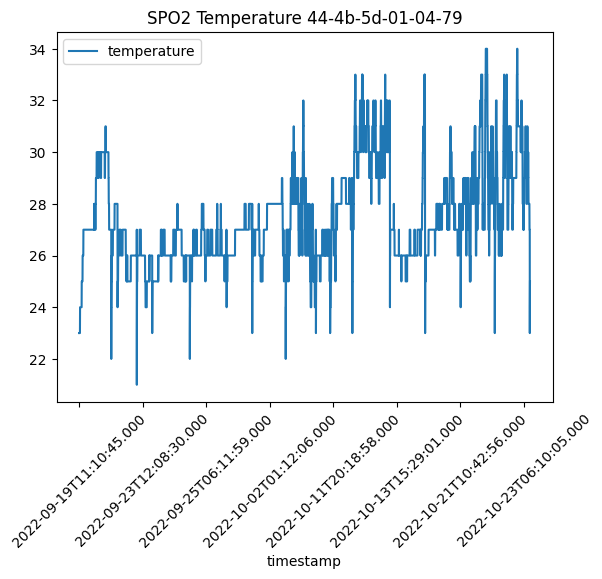 SPO2 Temperature 44-4b-5d-01-04-79
temperature
34
32
30
28
26
24
22
2022-09-19T11:10:45.000
2022-09-23T12:08:30.000
2022-09-25T06:11:59.000
2022-10-02T01:12:06.000
2022-10-11T20:18:58.000
2022-10-13T15:29:01.000
2022-10-21T10:42:56.000
2022-10-23T06:10:05.000
timestamp